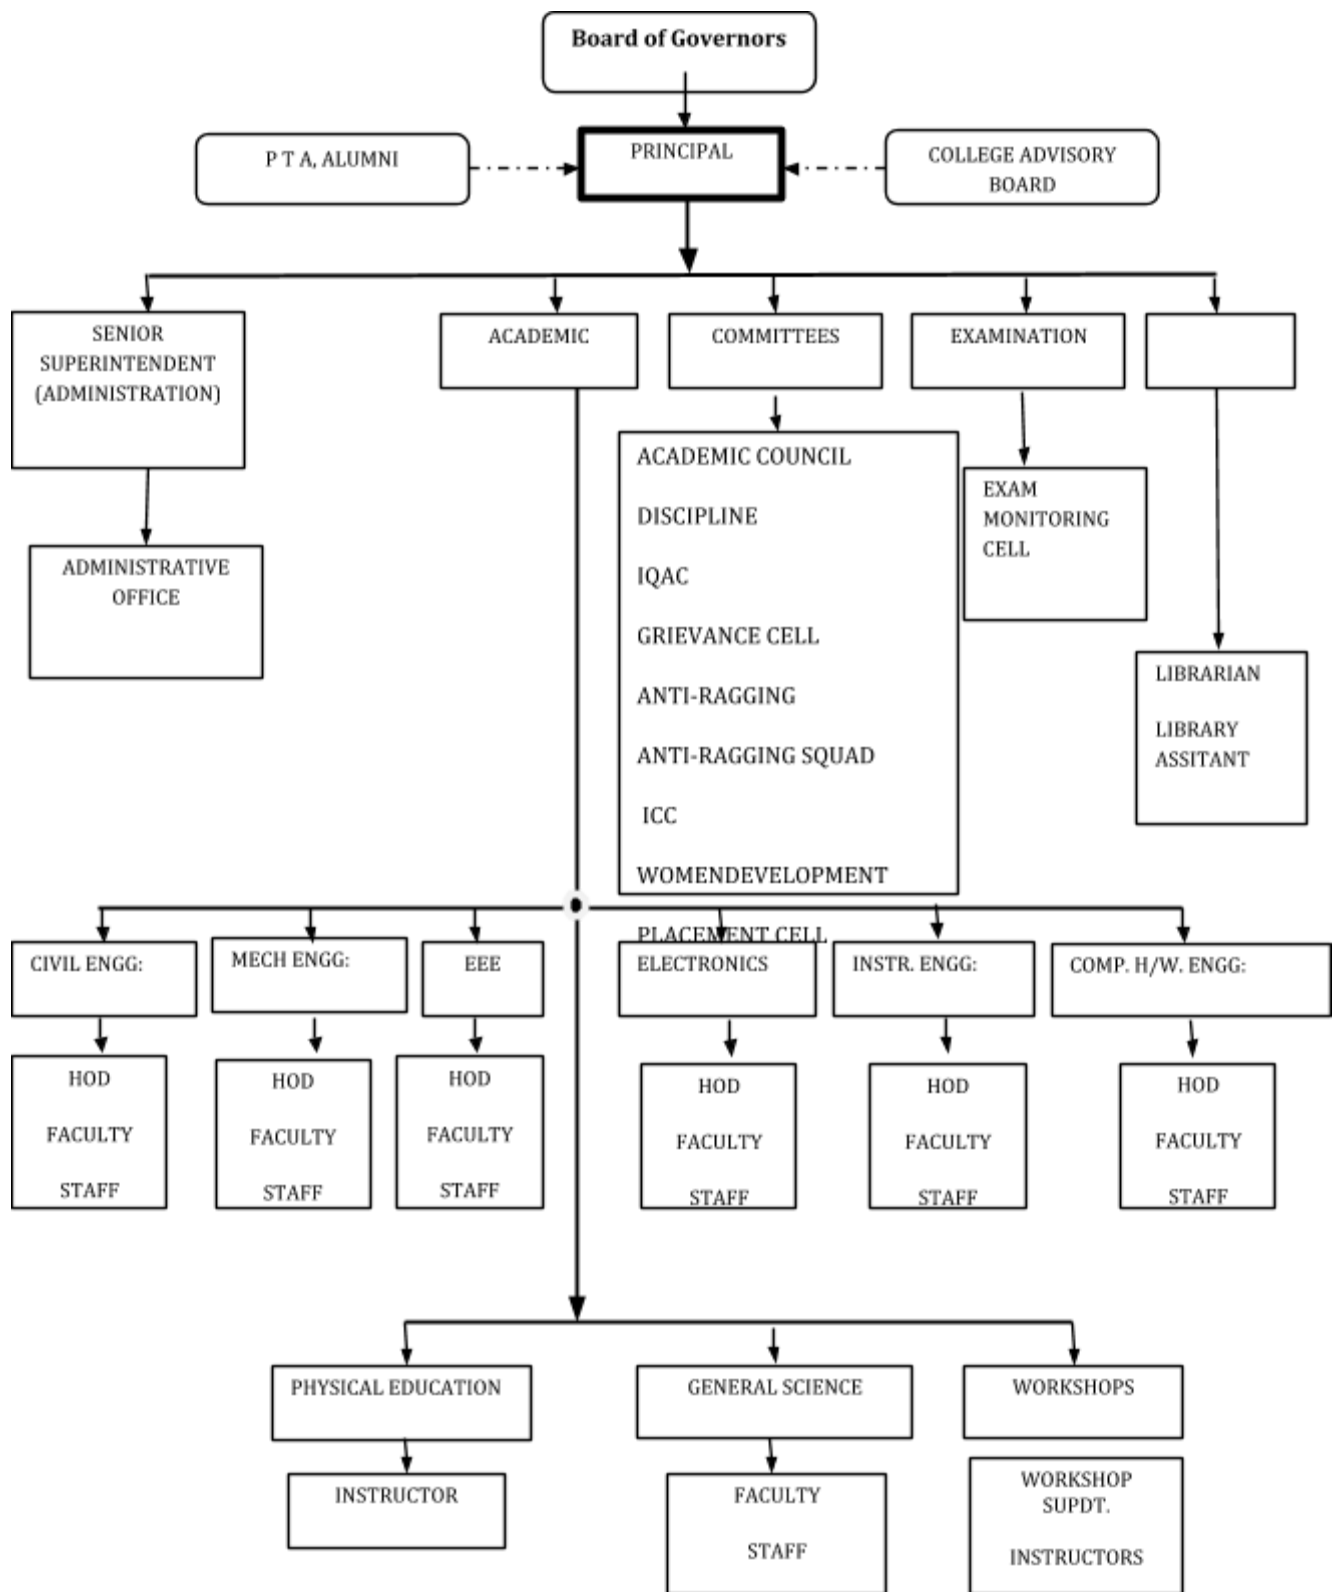 Board of Governors
P T A, ALUMNI
PRINCIPAL
COLLEGE ADVISORY
BOARD
SENIOR
SUPERINTENDENT
(ADMINISTRATION)
ACADEMIC
COMMITTEES
EXAMINATION
ADMINISTRATIVE
OFFICE
ACADEMIC COUNCIL
DISCIPLINE
IQAC
GRIEVANCE CELL
ANTI-RAGGING
ANTI-RAGGING SQUAD
ICC
WOMENDEVELOPMENT
PLACEMENT CELL
EXAM
MONITORING
CELL
LIBRARIAN
LIBRARY
ASSITANT
CIVIL ENGG:
MECH ENGG:
EEE
ELECTRONICS
INSTR. ENGG:
COMP. H/W. ENGG:
HOD
FACULTY
STAFF
HOD
FACULTY
STAFF
HOD
FACULTY
STAFF
HOD
FACULTY
STAFF
HOD
FACULTY
STAFF
HOD
FACULTY
STAFF
PHYSICAL EDUCATION
GENERAL SCIENCE
WORKSHOPS
INSTRUCTOR
FACULTY
STAFF
WORKSHOP
SUPDT.
INSTRUCTORS